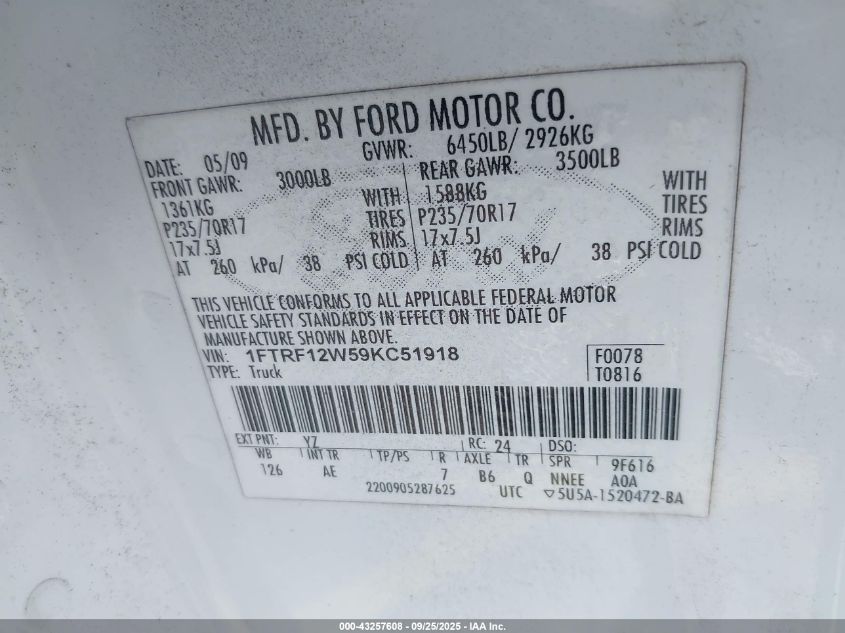 MFD. BY FORD MOTOR CO.
DATE: 05/09 GVWR: 6450LB/ 2926KG
FRONT GAWR: 3000LB REAR GAWR: 3500LB
1361KG WITH 1588KG WITH
P235/70R17 TIRES P235/70R17 TIRES
17x7.5J RIMS 17x7.5J RIMS
AT 260 kPa/ 38 PSI COLD AT 260 kPa/ 38 PSI COLD
THIS VEHICLE CONFORMS TO ALL APPLICABLE FEDERAL MOTOR
VEHICLE SAFETY STANDARDS IN EFFECT ON THE DATE OF
MANUFACTURE SHOWN ABOVE.
VIN: 1FTRF12W59KC51918 F0078
TYPE: Truck T0816
EXT PNT: YZ RC: 24 DSO:
WB INT TR TP/PS R AXLE TR SPR 9F616
126 AE 7 B6 Q NNEE A0A
2200905287625 UTC ▽5U5A-1520472-BA
000-43257608 - 09/25/2025 - IAA Inc.